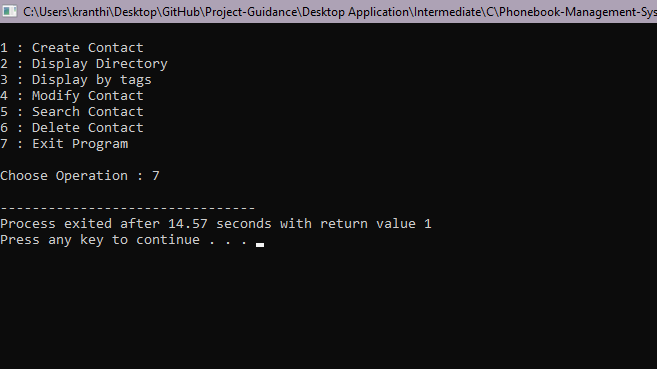 C:\Users\kranthi\Desktop\GitHub\Project-Guidance\Desktop Application\Intermediate\C\Phonebook-Management-Sys
1 : Create Contact
2 : Display Directory
3 : Display by tags
4 : Modify Contact
5 : Search Contact
6 : Delete Contact
7 : Exit Program
Choose Operation : 7
--------------------------------
Process exited after 14.57 seconds with return value 1
Press any key to continue . . .